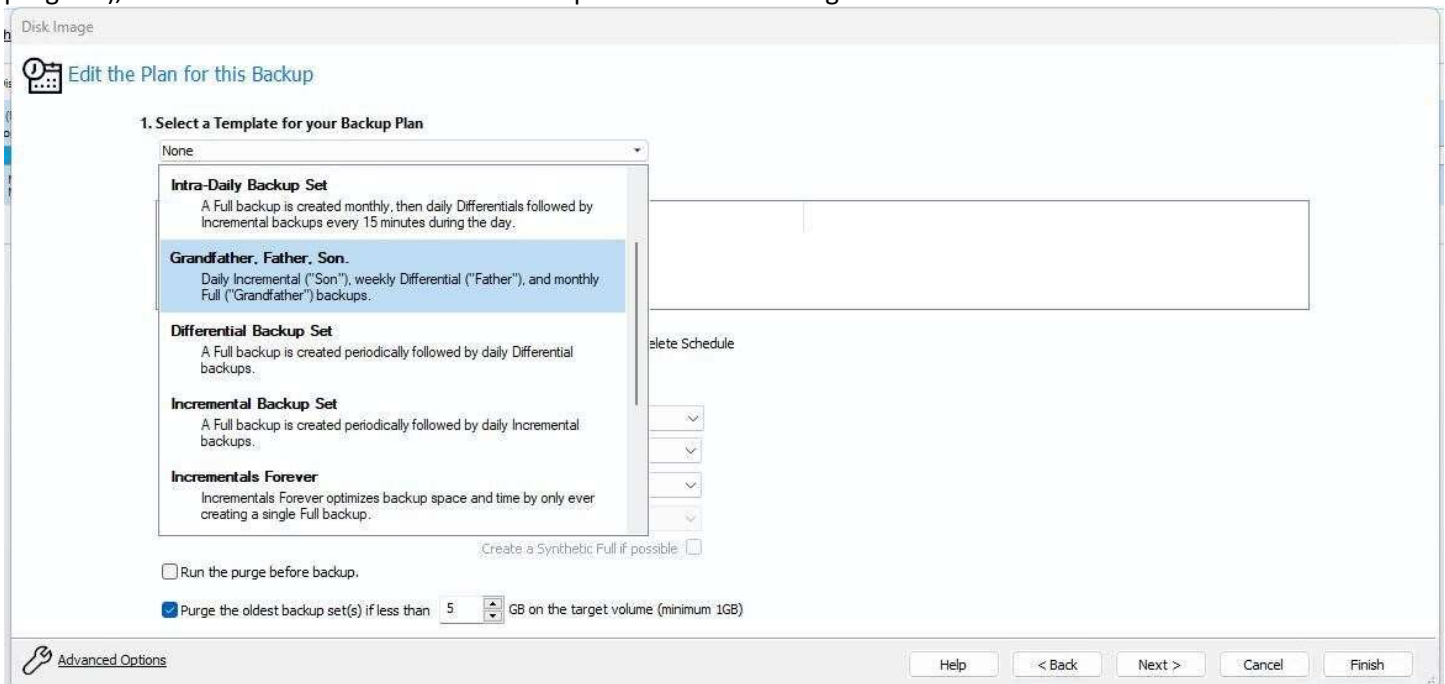 Disk Image
Edit the Plan for this Backup
1. Select a Template for your Backup Plan
None
Intra-Daily Backup Set
A Full backup is created monthly, then daily Differentials followed by
Incremental backups every 15 minutes during the day.
Grandfather, Father, Son.
Daily Incremental ("Son"), weekly Differential ("Father"), and monthly
Full ("Grandfather") backups.
Differential Backup Set
A Full backup is created periodically followed by daily Differential
backups.
elete Schedule
Incremental Backup Set
A Full backup is created periodically followed by daily Incremental
backups.
Incrementals Forever
Incrementals Forever optimizes backup space and time by only ever
creating a single Full backup.
Create a Synthetic Full if possible
Run the purge before backup.
Purge the oldest backup set(s) if less than 5 GB on the target volume (minimum 1GB)
Advanced Options
Help
< Back
Next >
Cancel
Finish